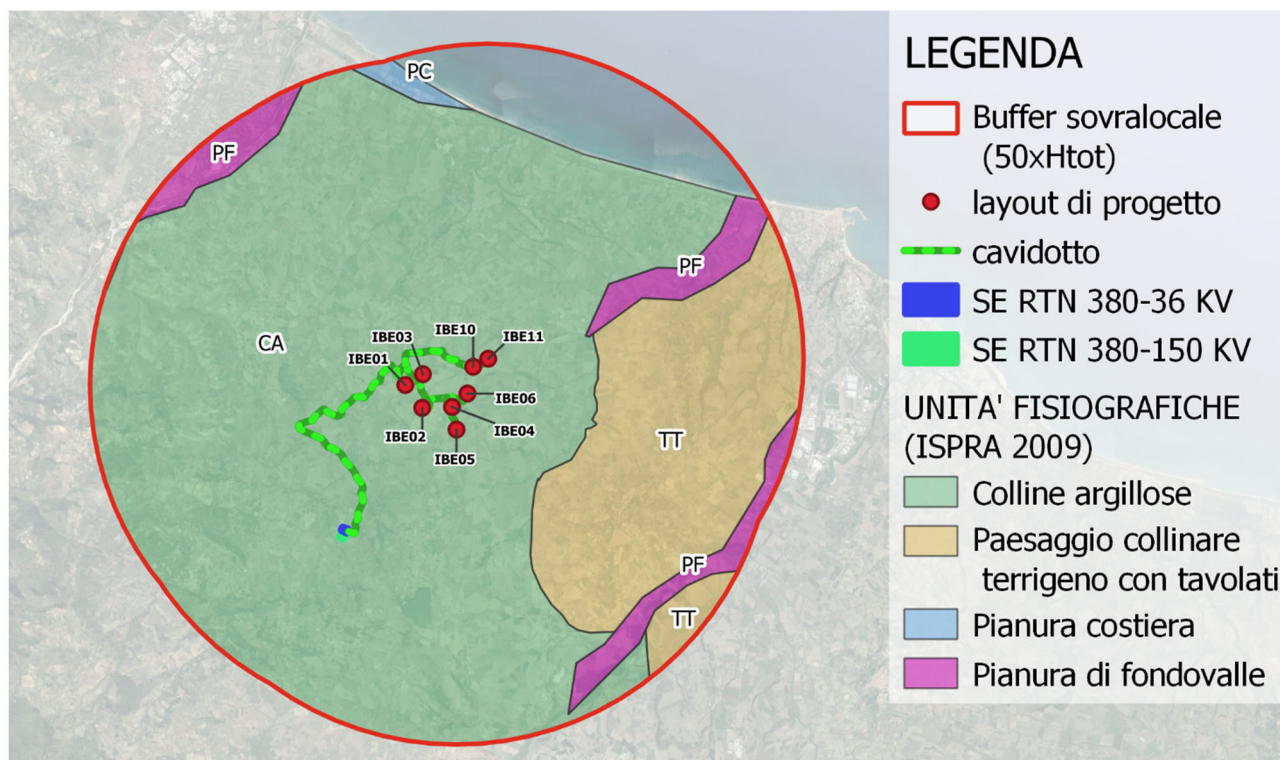 PC
PF
PF
CA
IBE03
IBE10
IBE11
IBE01
IBE06
IBE02
IBE04
IBE05
TT
PF
TT
LEGENDA
Buffer sovralocale
(50xHtot)
layout di progetto
cavidotto
SE RTN 380-36 KV
SE RTN 380-150 KV
UNITA' FISIOGRAFICHE
(ISPRA 2009)
Colline argillose
Paesaggio collinare
terrigeno con tavolati
Pianura costiera
Pianura di fondovalle